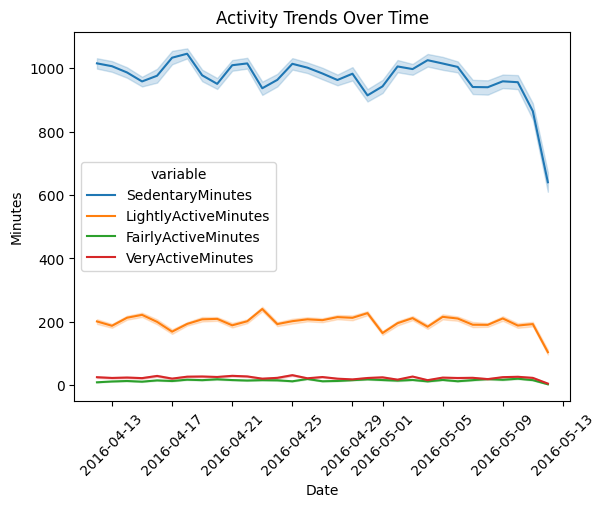 Activity Trends Over Time
1000
800
600
400
200
0
Minutes
variable
SedentaryMinutes
LightlyActiveMinutes
FairlyActiveMinutes
VeryActiveMinutes
2016-04-13
2016-04-17
2016-04-21
2016-04-25
2016-04-29
2016-05-01
2016-05-05
2016-05-09
2016-05-13
Date